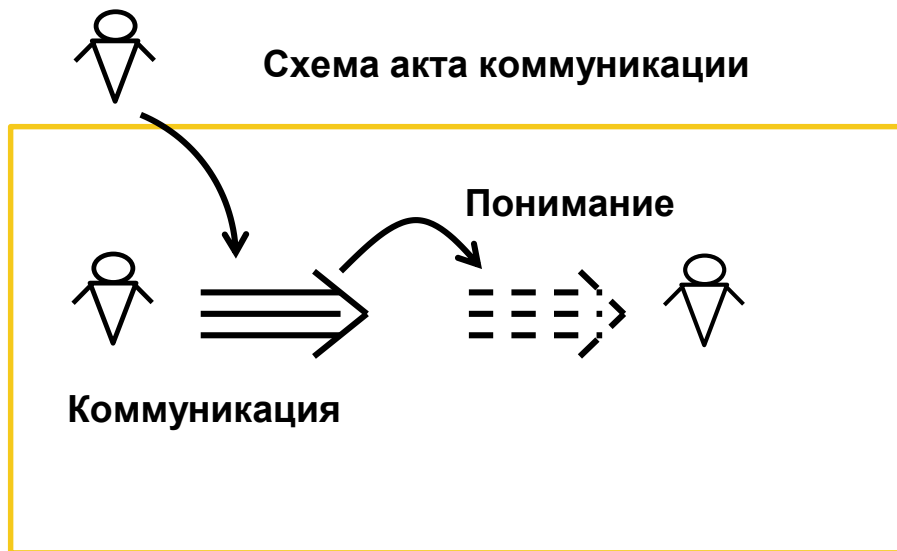 Схема акта коммуникации
Понимание
Коммуникация